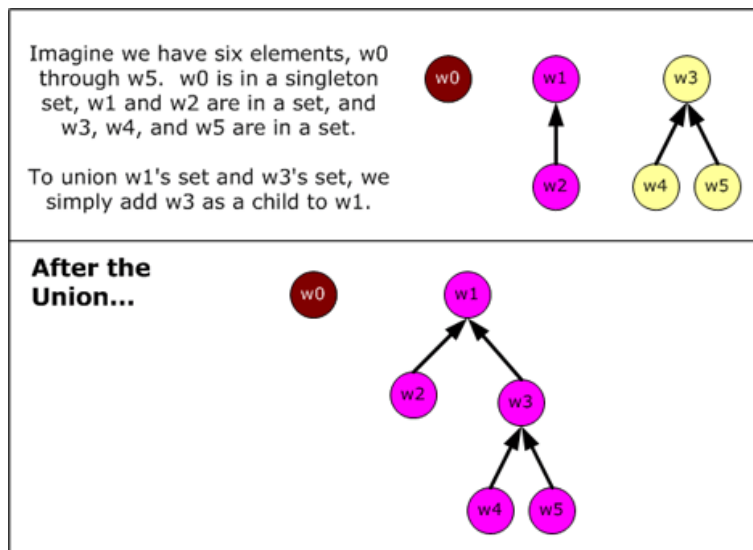 Imagine we have six elements, w0
through w5. w0 is in a singleton
set, w1 and w2 are in a set, and
w3, w4, and w5 are in a set.
To union w1's set and w3's set, we
simply add w3 as a child to w1.
w0
w1
w3
w2
w4
w5
After the
Union...
w0
w1
w2
w3
w4
w5